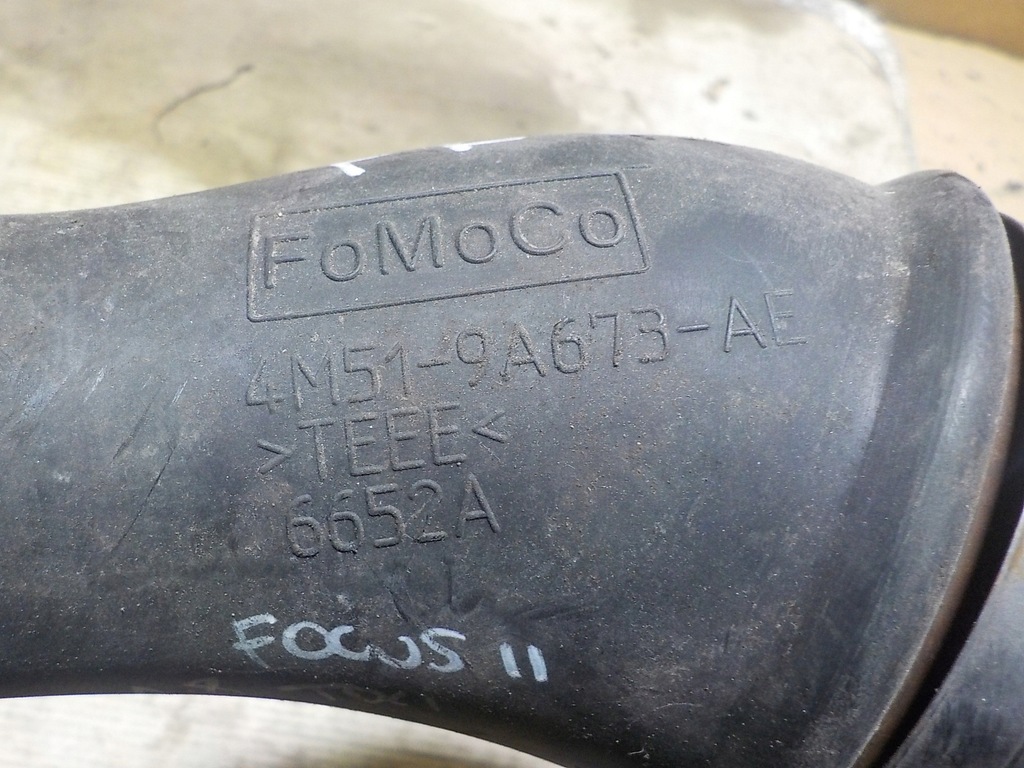 FoMoCo
4M51-9A673-AE
>TEEE<
6652A
FOCUS II